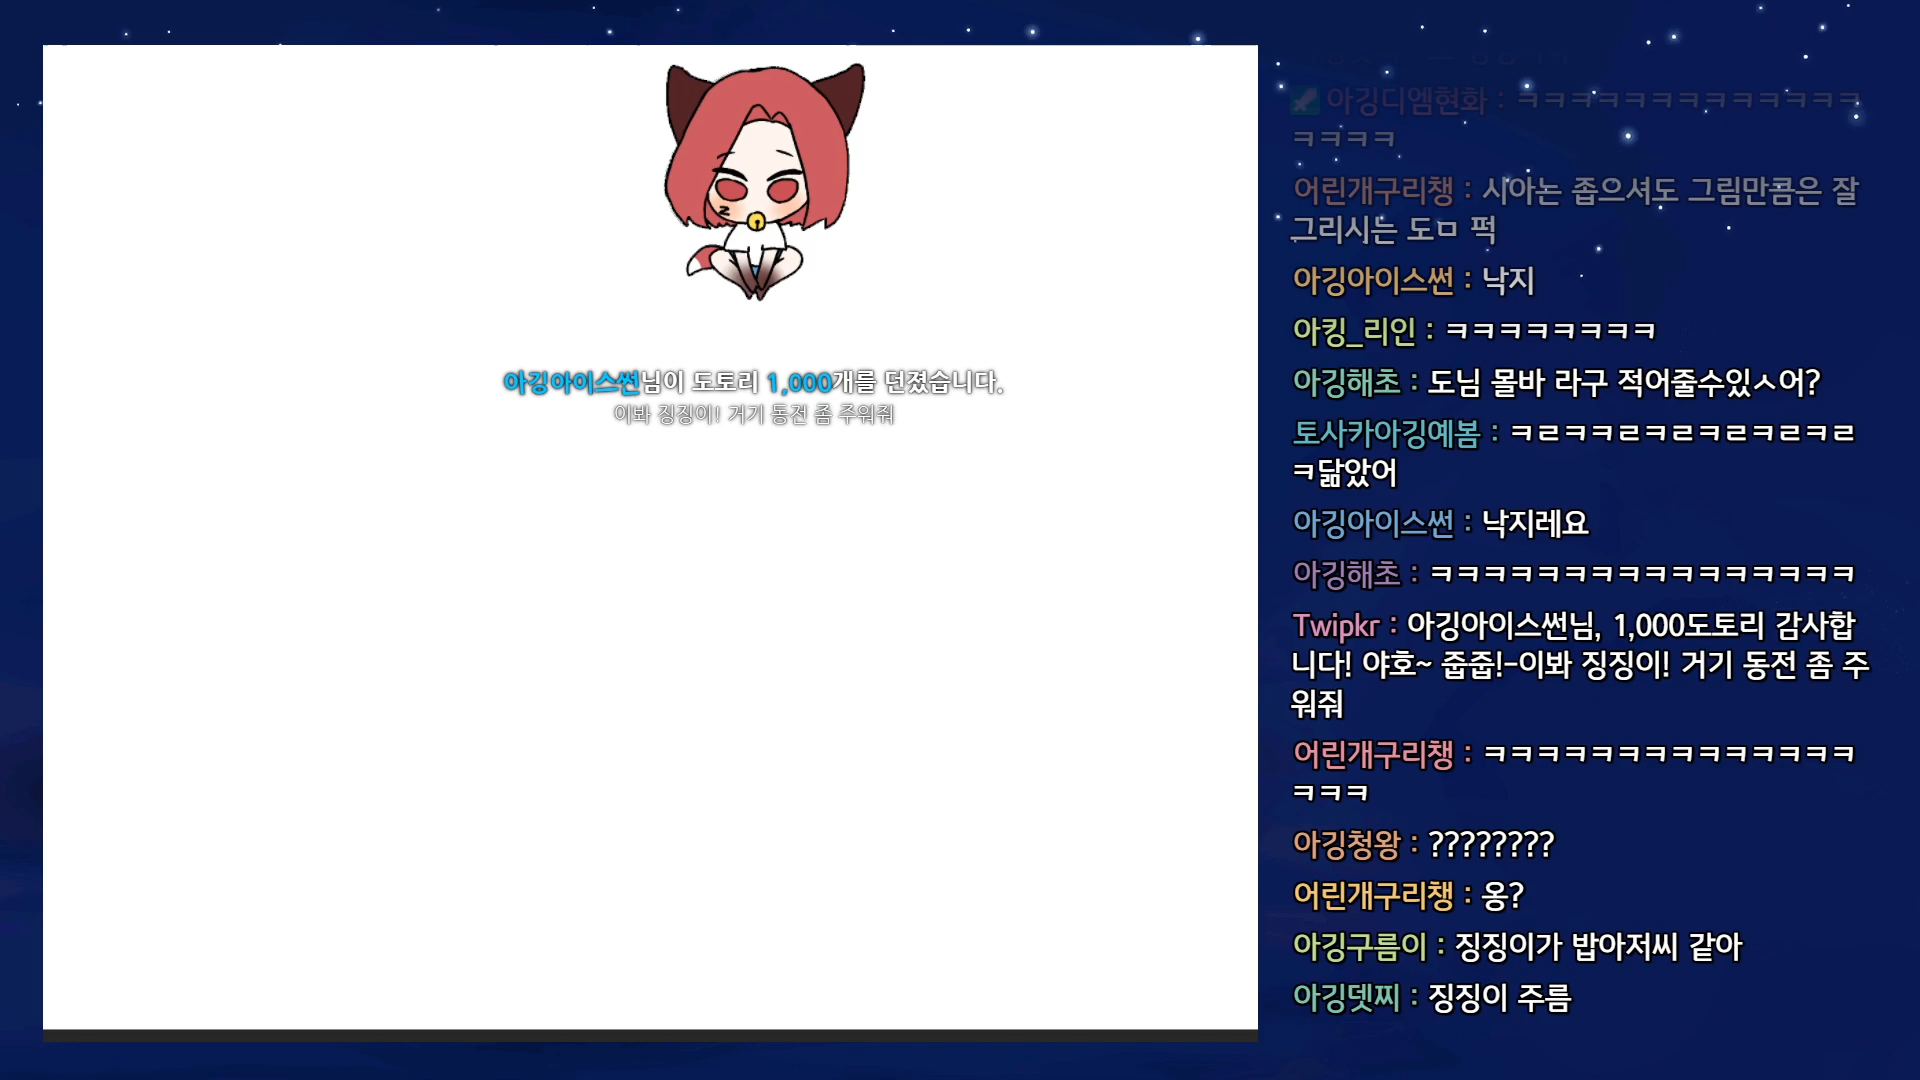 아깅아이스썬님이 도토리 1,000개를 던졌습니다.
이봐 징징이! 거기 동전 좀 주워줘
아깅디엠현화 : ㅋㅋㅋㅋㅋㅋㅋㅋㅋㅋㅋㅋㅋ
ㅋㅋㅋㅋ
어린개구리챙 : 시아는 좁으셔도 그림만큼은 잘
그리시는 도ㅁ 퍽
아깅아이스썬 : 낙지
아킹_리인 : ㅋㅋㅋㅋㅋㅋㅋㅋ
아깅해초 : 도님 몰바 라구 적어줄수있ㅅ어?
토사카아깅예봄 : ㅋㄹㅋㅋㄹㅋㄹㅋㄹㅋㄹㅋㄹ
ㅋ닮았어
아깅아이스썬 : 낙지레요
아깅해초 : ㅋㅋㅋㅋㅋㅋㅋㅋㅋㅋㅋㅋㅋㅋㅋㅋ
Twipkr : 아깅아이스썬님, 1,000도토리 감사합
니다! 야호~ 줍줍!-이봐 징징이! 거기 동전 좀 주
워줘
어린개구리챙 : ㅋㅋㅋㅋㅋㅋㅋㅋㅋㅋㅋㅋㅋㅋ
ㅋㅋㅋ
아깅청왕 : ????????
어린개구리챙 : 옹?
아깅구름이 : 징징이가 밥아저씨 같아
아깅뎃찌 : 징징이 주름